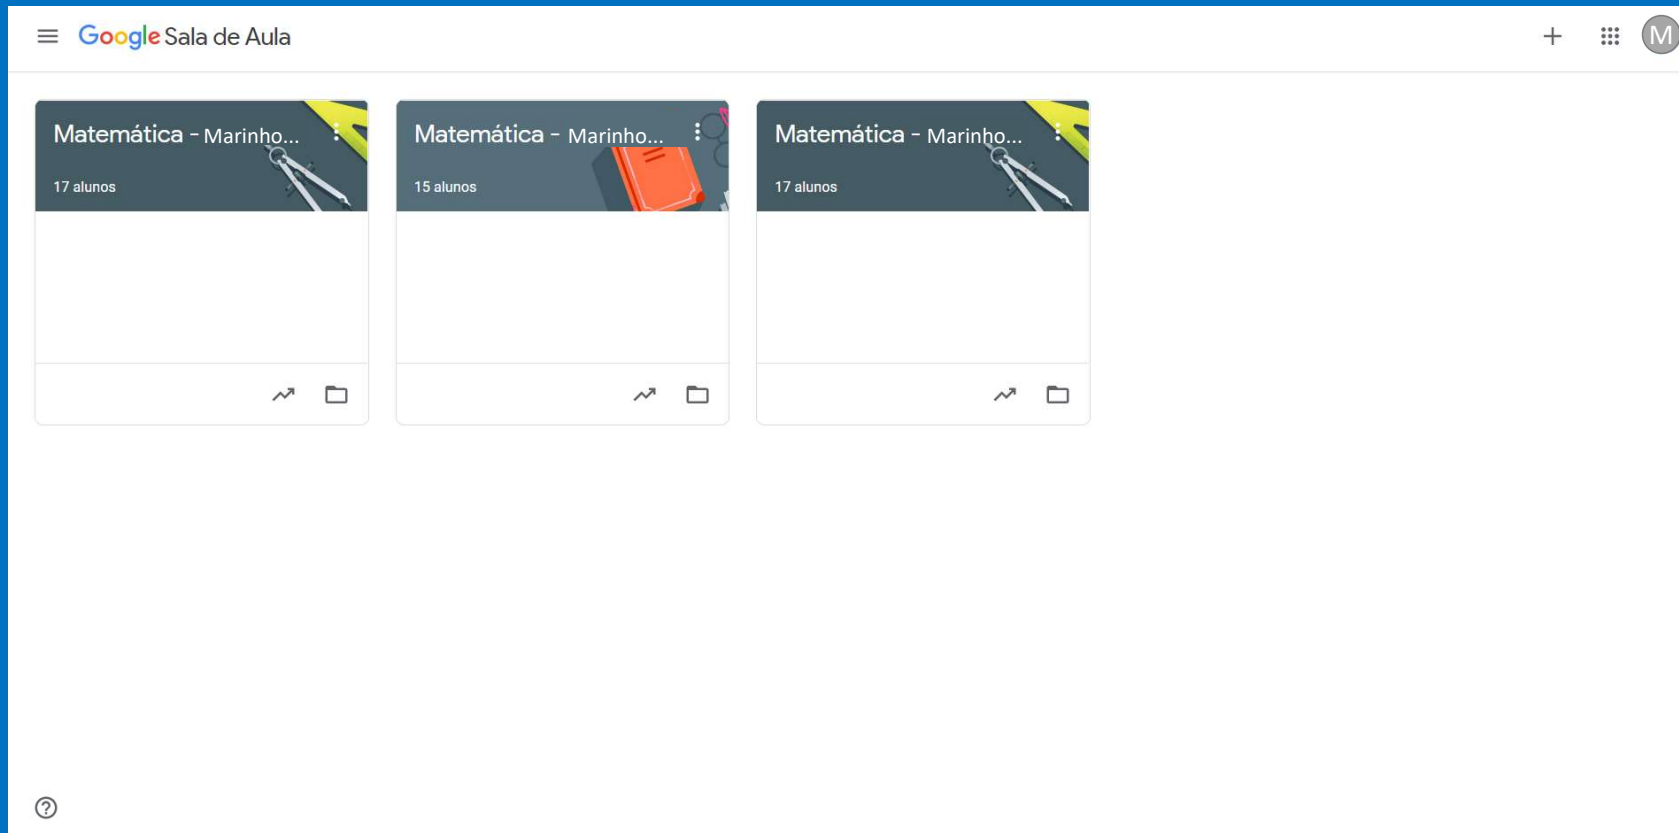 Google Sala de Aula
M
Matemática - Marinho...
17 alunos
Matemática - Marinho...
15 alunos
Matemática - Marinho...
17 alunos